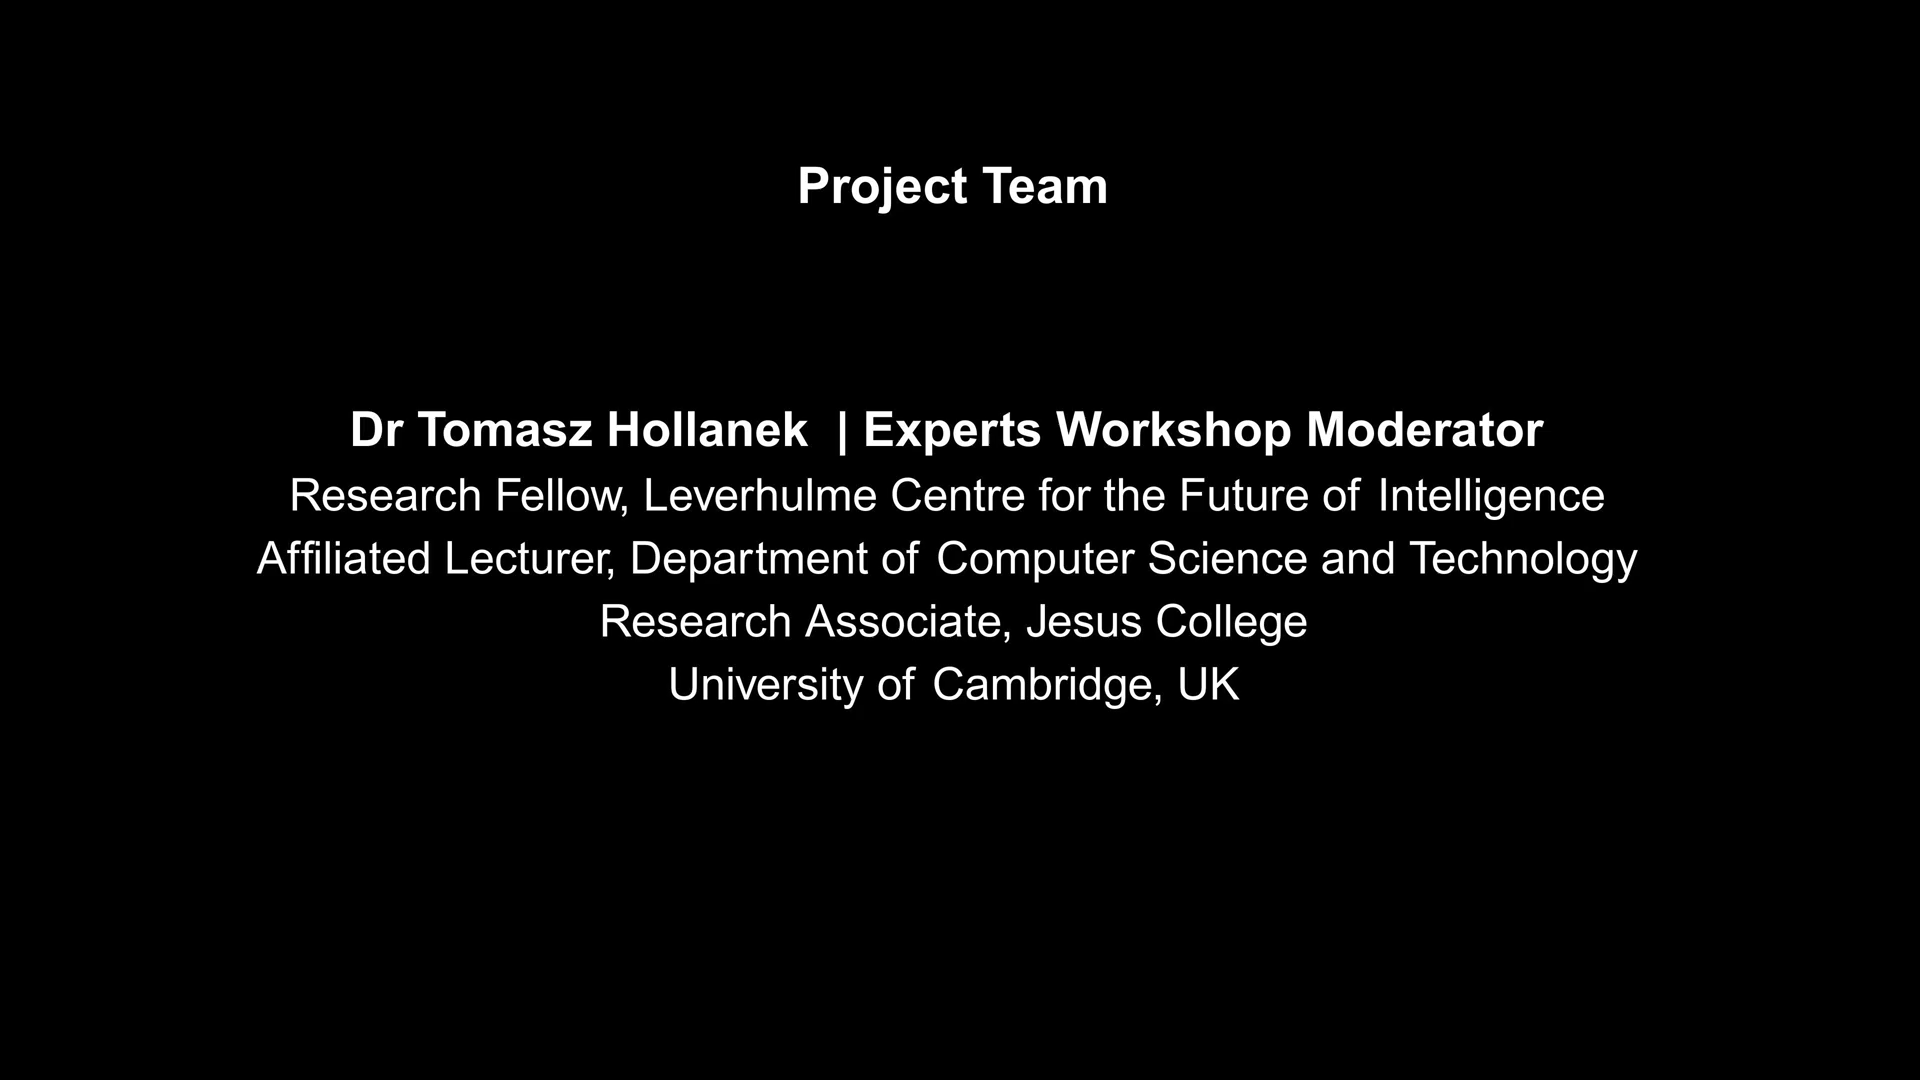 Project Team
Dr Tomasz Hollanek | Experts Workshop Moderator
Research Fellow, Leverhulme Centre for the Future of Intelligence
Affiliated Lecturer, Department of Computer Science and Technology
Research Associate, Jesus College
University of Cambridge, UK